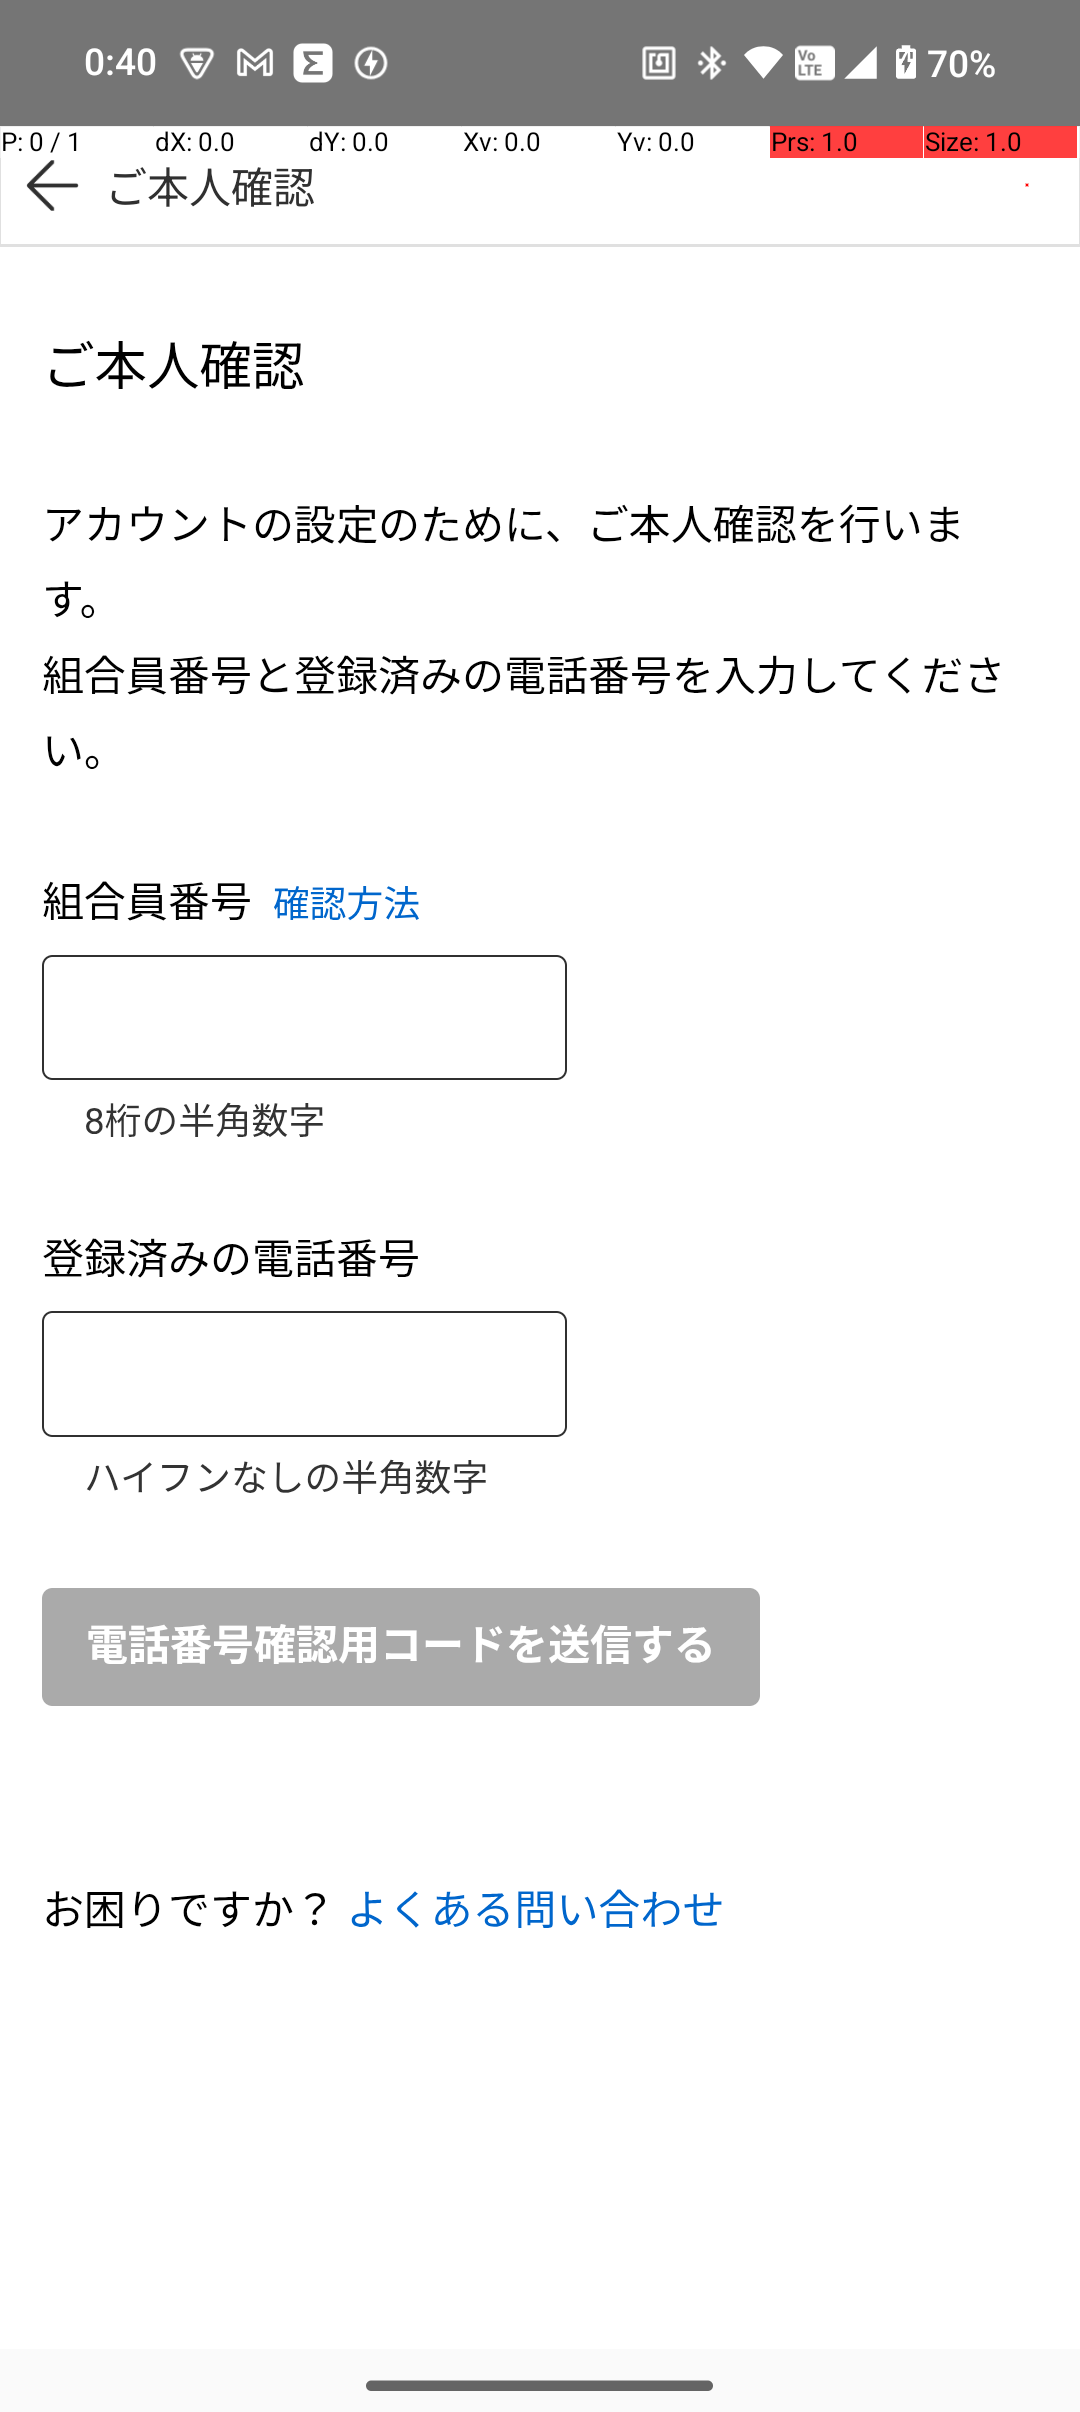 0:40 70%
P: 0 / 1 dX: 0.0 dY: 0.0 Xv: 0.0 Yv: 0.0 Prs: 1.0 Size: 1.0
ご本人確認
ご本人確認
アカウントの設定のために、ご本人確認を行いま
す。
組合員番号と登録済みの電話番号を入力してくださ
い。
組合員番号 確認方法
8桁の半角数字
登録済みの電話番号
ハイフンなしの半角数字
電話番号確認用コードを送信する
お困りですか？ よくある問い合わせ